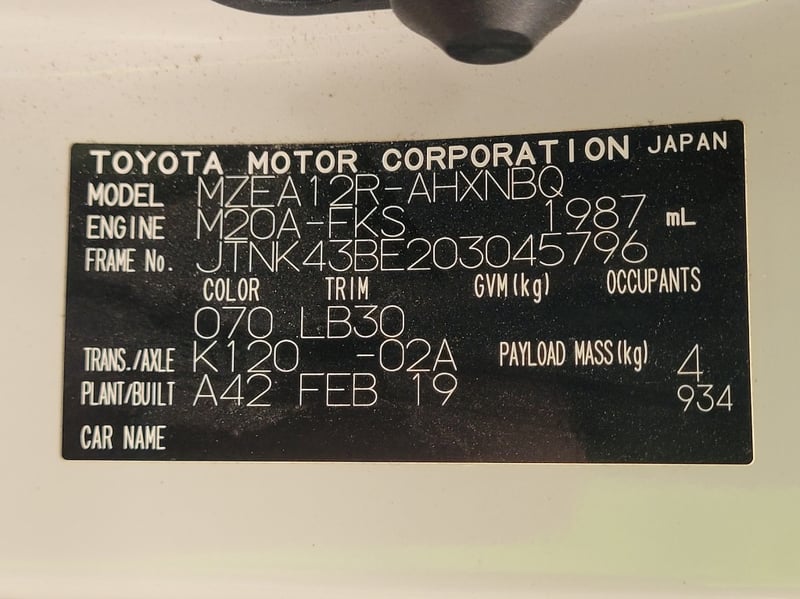 TOYOTA MOTOR CORPORATION JAPAN
MODEL MZEA12R-AHXNBQ
ENGINE M20A-FKS 1987 mL
FRAME No. JTNK43BE203045796
COLOR TRIM GVM(kg) OCCUPANTS
070 LB30
TRANS./AXLE K120 -02A PAYLOAD MASS(kg) 4
PLANT/BUILT A42 FEB 19 934
CAR NAME